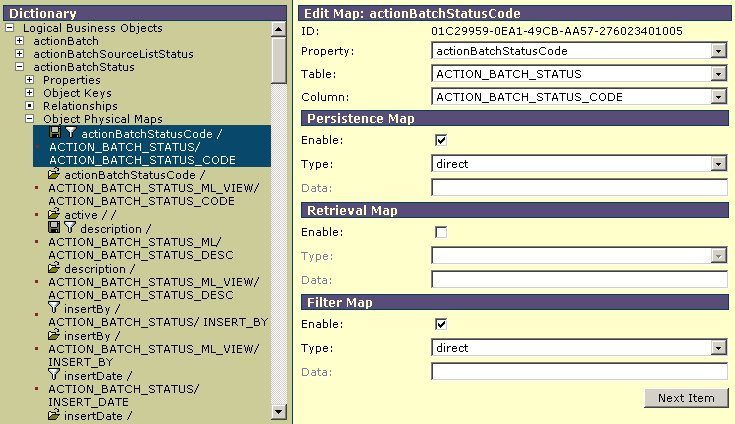 Dictionary
Logical Business Objects
actionBatch
actionBatchSourceListStatus
actionBatchStatus
Properties
Object Keys
Relationships
Object Physical Maps
actionBatchStatusCode /
ACTION_BATCH_STATUS/
ACTION_BATCH_STATUS_CODE
actionBatchStatusCode /
ACTION_BATCH_STATUS_ML_VIEW/
ACTION_BATCH_STATUS_CODE
active / /
description /
ACTION_BATCH_STATUS_ML/
ACTION_BATCH_STATUS_DESC
description /
ACTION_BATCH_STATUS_ML_VIEW/
ACTION_BATCH_STATUS_DESC
insertBy /
ACTION_BATCH_STATUS/ INSERT_BY
insertBy /
ACTION_BATCH_STATUS_ML_VIEW/
INSERT_BY
insertDate /
ACTION_BATCH_STATUS/
INSERT_DATE
insertDate /
Edit Map: actionBatchStatusCode
ID: 01C29959-0EA1-49CB-AA57-276023401005
Property: actionBatchStatusCode
Table: ACTION_BATCH_STATUS
Column: ACTION_BATCH_STATUS_CODE
Persistence Map
Enable:
Type: direct
Data:
Retrieval Map
Enable:
Type:
Data:
Filter Map
Enable:
Type: direct
Data:
Next Item